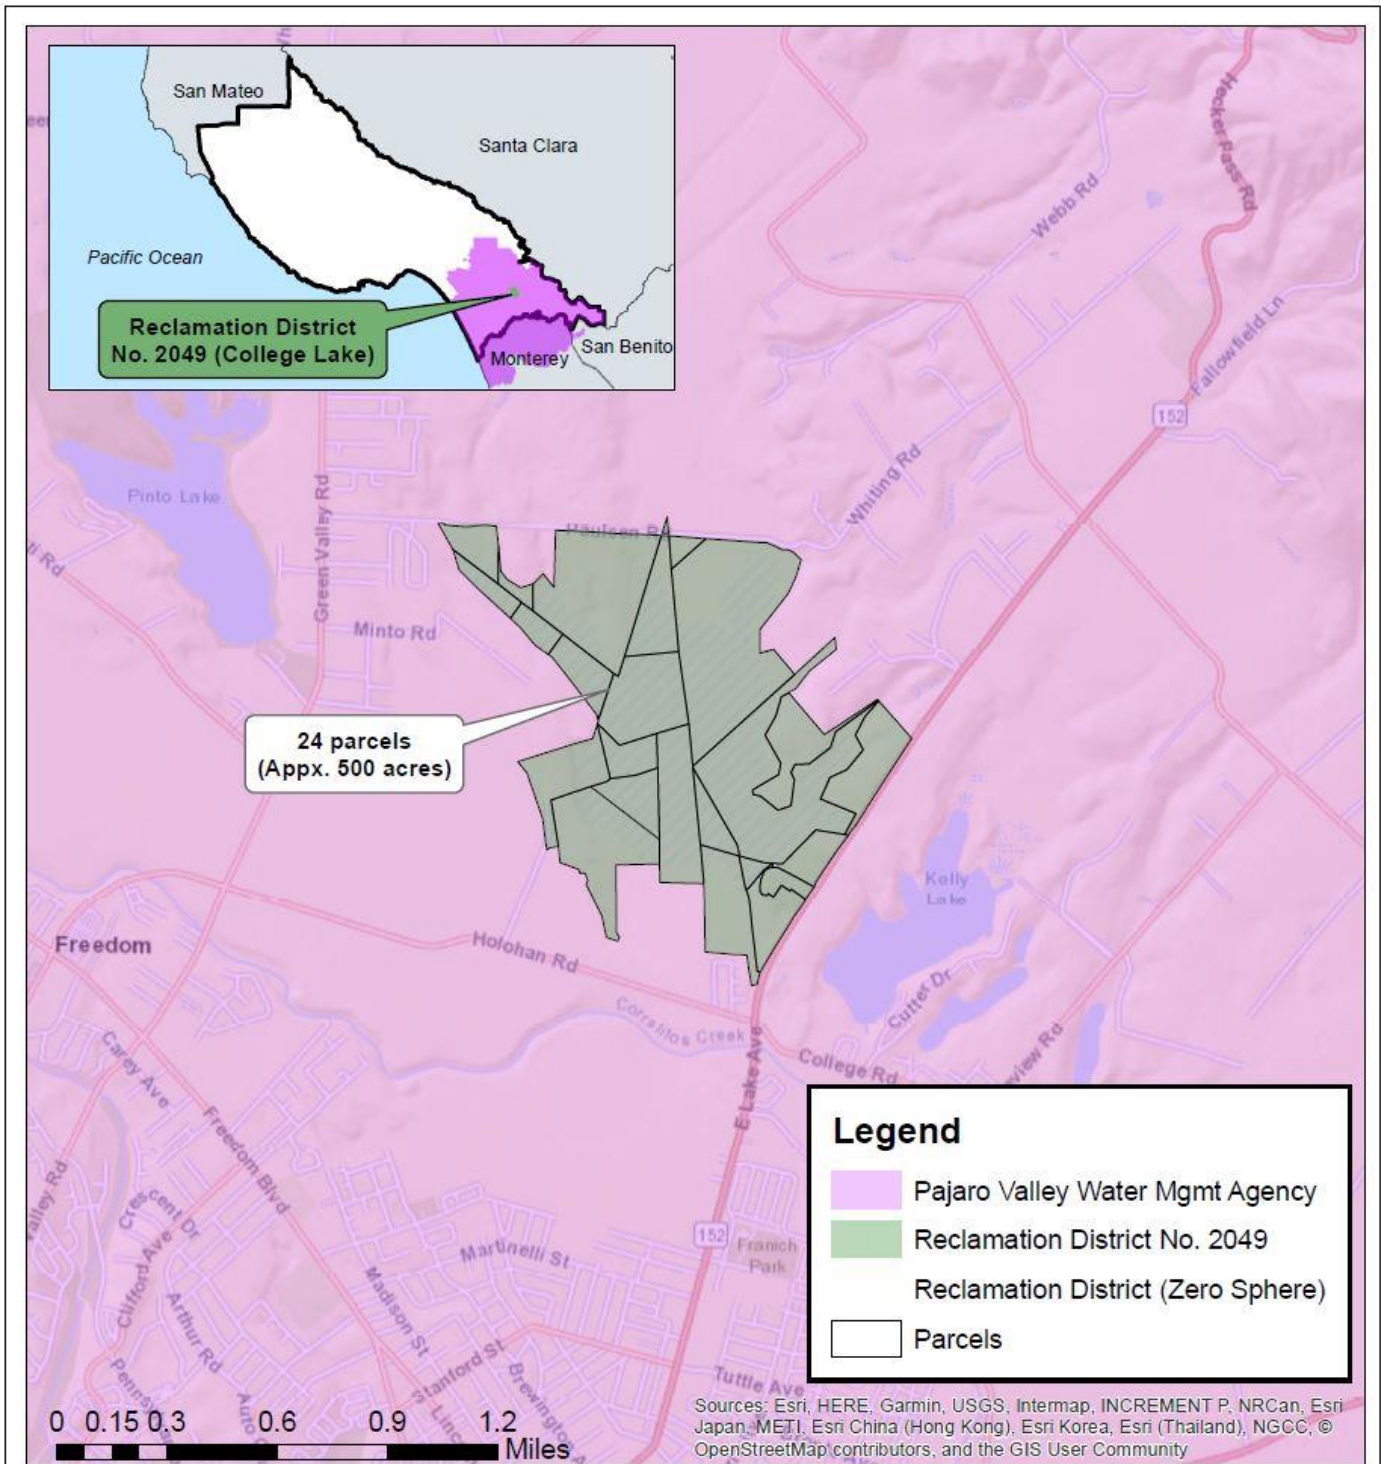 San Mateo
Santa Clara
Pacific Ocean
Reclamation District
No. 2049 (College Lake)
Monterey
San Benito
Hecker Pass Rd
Webb Rd
Fallowfield Ln
152
Whiting Rd
Pinto Lake
Green Valley Rd
Paulsen Rd
Minto Rd
24 parcels
(Appx. 500 acres)
Kelly
Lake
Freedom
Holohan Rd
Cutter Dr
Corralitos Creek
College Rd
E Lake Ave
Carey Ave
Freedom Blvd
Crescent Dr
Clifford Ave
Arthur Rd
Martinelli St
Madison St
Stanford St
152
Franich
Park
Tuttle Ave
Legend
Pajaro Valley Water Mgmt Agency
Reclamation District No. 2049
Reclamation District (Zero Sphere)
Parcels
0 0.15 0.3 0.6 0.9 1.2
Miles
Sources: Esri, HERE, Garmin, USGS, Intermap, INCREMENT P, NRCan, Esri
Japan, METI, Esri China (Hong Kong), Esri Korea, Esri (Thailand), NGCC, ©
OpenStreetMap contributors, and the GIS User Community